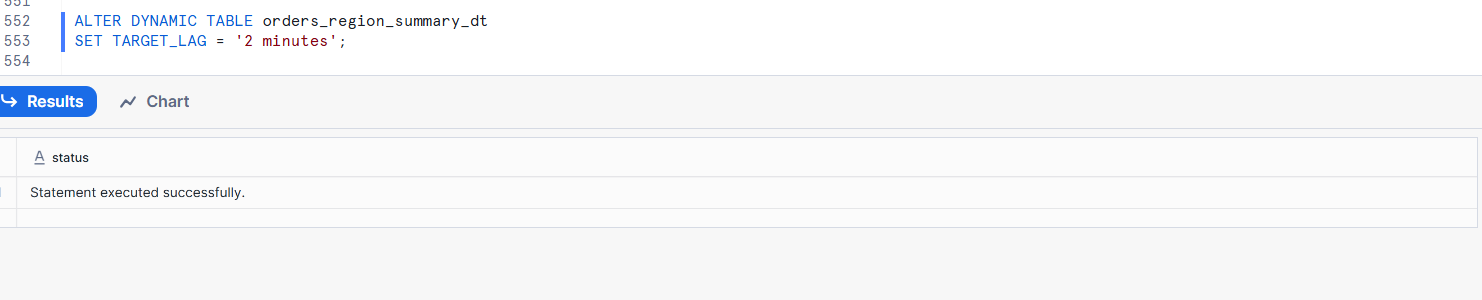 551
552 ALTER DYNAMIC TABLE orders_region_summary_dt
553 SET TARGET_LAG = '2 minutes';
554
Results Chart
A status
Statement executed successfully.